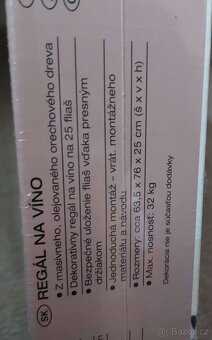 SK
REGÁL NA VÍNO
• Z masívneho, olejovaného orechového dreva
• Dekoratívny regál na víno na 25 fliaš
• Bezpečné uloženie fliaš vďaka presným
držiakom
• Jednoduchá montáž – vrát. montážneho
materiálu a návodu
• Rozmery: cca 63,5 x 76 x 25 cm (š x v x h)
• Max. nosnosť: 32 kg
Dekorácia nie je súčasťou dodávky
Bazoš.cz